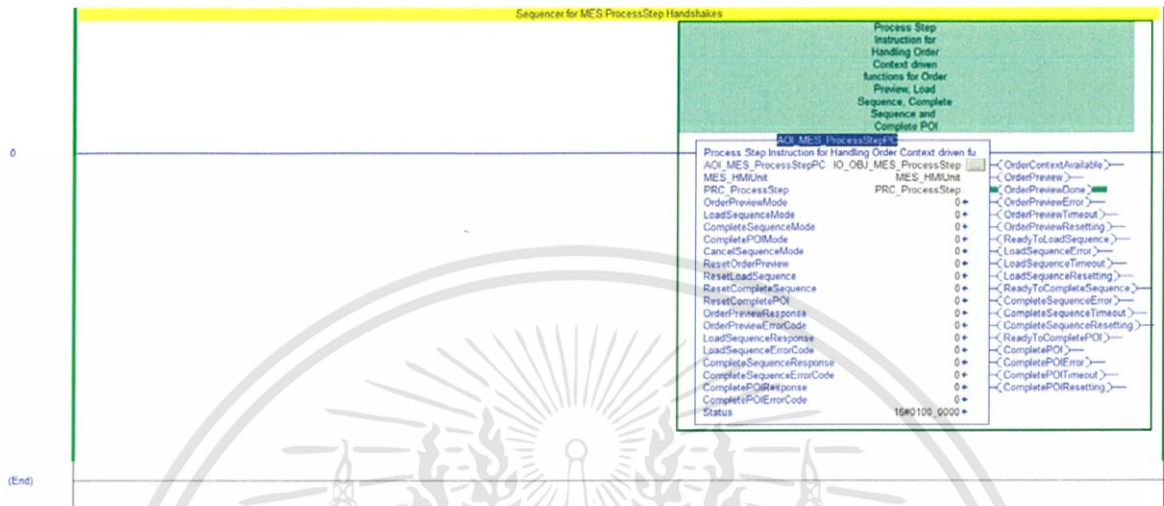 Sequencer for MES ProcessStep Handshakes
Process Step
Instruction for
Handling Order
Context driven
functions for Order
Preview, Load
Sequence, Complete
Sequence and
Complete POI
0
AOI_MES_ProcessStepPC
Process Step Instruction for Handling Order Context driven fu
AOI_MES_ProcessStepPC IO_OBJ_MES_ProcessStep ... OrderContextAvailable
MES_HMIUnit MES_HMIUnit OrderPreview
PRC_ProcessStep PRC_ProcessStep OrderPreviewDone
OrderPreviewMode 0 OrderPreviewError
LoadSequenceMode 0 OrderPreviewTimeout
CompleteSequenceMode 0 OrderPreviewResetting
CompletePOIMode 0 ReadyToLoadSequence
CancelSequenceMode 0 LoadSequenceError
ResetOrderPreview 0 LoadSequenceTimeout
ResetLoadSequence 0 LoadSequenceResetting
ResetCompleteSequence 0 ReadyToCompleteSequence
ResetCompletePOI 0 CompleteSequenceError
OrderPreviewResponse 0 CompleteSequenceTimeout
OrderPreviewErrorCode 0 CompleteSequenceResetting
LoadSequenceResponse 0 ReadyToCompletePOI
LoadSequenceErrorCode 0 CompletePOI
CompleteSequenceResponse 0 CompletePOIError
CompleteSequenceErrorCode 0 CompletePOITimeout
CompletePOIResponse 0 CompletePOIResetting
CompletePOIErrorCode 0
Status 16#0100_0000
(End)